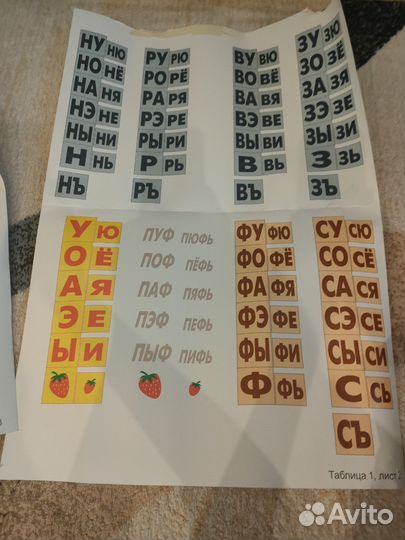 НУ НЮ
НО НЁ
НА НЯ
НЭ НЕ
НЫ НИ
Н НЬ
НЪ
РУ РЮ
РО РЁ
РА РЯ
РЭ РЕ
РЫ РИ
Р РЬ
РЪ
ВУ ВЮ
ВО ВЁ
ВА ВЯ
ВЭ ВЕ
ВЫ ВИ
В ВЬ
ВЪ
ЗУ ЗЮ
ЗО ЗЁ
ЗА ЗЯ
ЗЭ ЗЕ
ЗЫ ЗИ
З ЗЬ
ЗЪ
У Ю
О Ё
А Я
Э Е
Ы И
ПУФ ПЮФЬ
ПОФ ПЁФЬ
ПАФ ПЯФЬ
ПЭФ ПЕФЬ
ПЫФ ПИФЬ
ФУ ФЮ
ФО ФЁ
ФА ФЯ
ФЭ ФЕ
ФЫ ФИ
Ф ФЬ
СУ СЮ
СО СЁ
СА СЯ
СЭ СЕ
СЫ СИ
С СЬ
СЪ
Таблица 1, лист
Avito